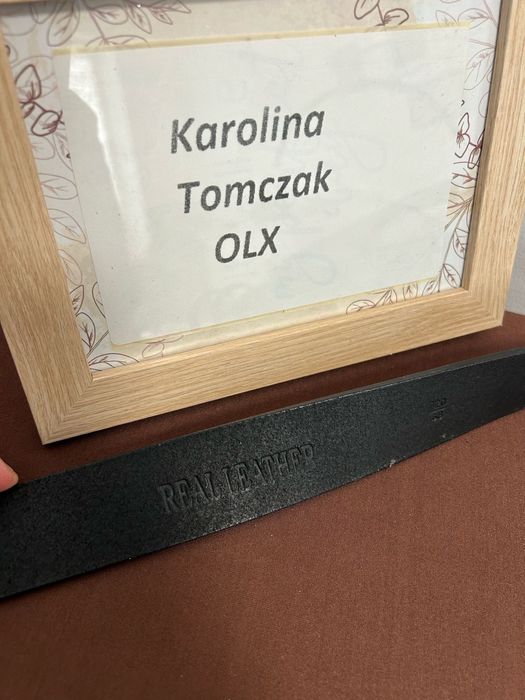 Karolina
Tomczak
OLX
REAL LEATHER